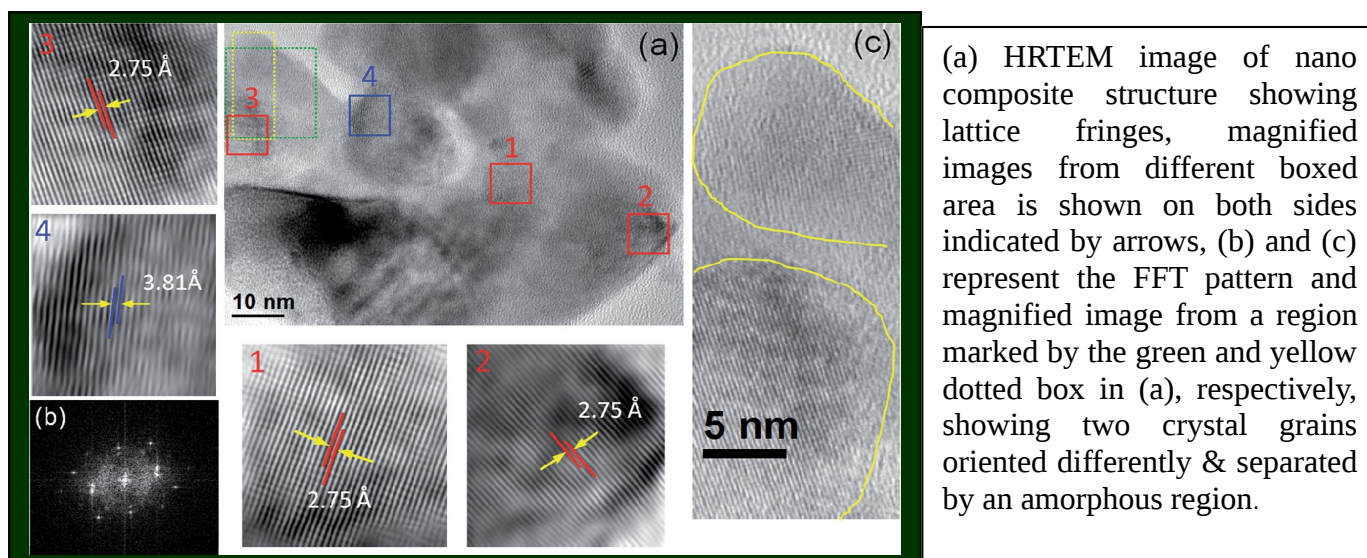 3
2.75 Å
4
3.81Å
(b)
(a)
4
3
1
2
10 nm
1
2.75 Å
2
2.75 Å
(c)
5 nm
(a) HRTEM image of nano
composite structure showing
lattice fringes, magnified
images from different boxed
area is shown on both sides
indicated by arrows, (b) and (c)
represent the FFT pattern and
magnified image from a region
marked by the green and yellow
dotted box in (a), respectively,
showing two crystal grains
oriented differently & separated
by an amorphous region.